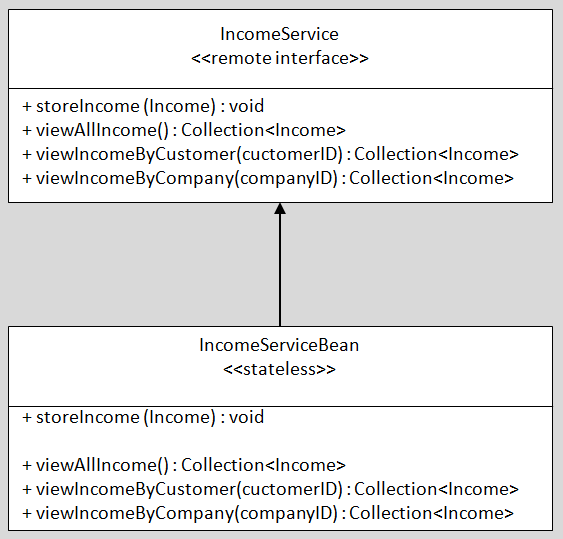 IncomeService
<<remote interface>>
+ storeIncome (Income) : void
+ viewAllIncome() : Collection<Income>
+ viewIncomeByCustomer(cuctomerID) : Collection<Income>
+ viewIncomeByCompany(companyID) : Collection<Income>
IncomeServiceBean
<<stateless>>
+ storeIncome (Income) : void
+ viewAllIncome() : Collection<Income>
+ viewIncomeByCustomer(cuctomerID) : Collection<Income>
+ viewIncomeByCompany(companyID) : Collection<Income>